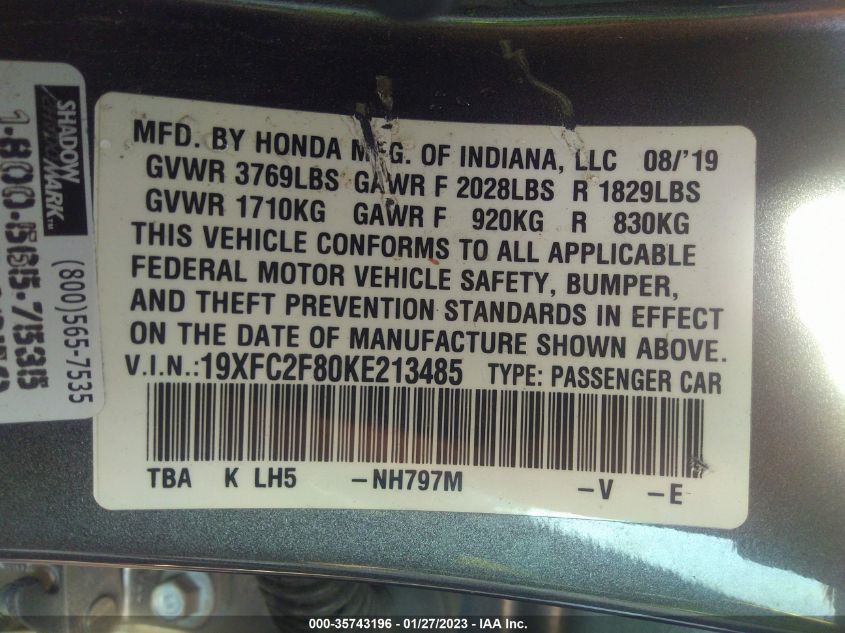 MFD. BY HONDA MFG. OF INDIANA, LLC 08/'19
GVWR 3769LBS GAWR F 2028LBS R 1829LBS
GVWR 1710KG GAWR F 920KG R 830KG
THIS VEHICLE CONFORMS TO ALL APPLICABLE
FEDERAL MOTOR VEHICLE SAFETY, BUMPER,
AND THEFT PREVENTION STANDARDS IN EFFECT
ON THE DATE OF MANUFACTURE SHOWN ABOVE.
V.I.N.:19XFC2F80KE213485 TYPE: PASSENGER CAR
TBA K LH5 -NH797M -V -E
SHADOW
MARK™
(800)565-7535
1-800-565-7535
000-35743196 - 01/27/2023 - IAA Inc.